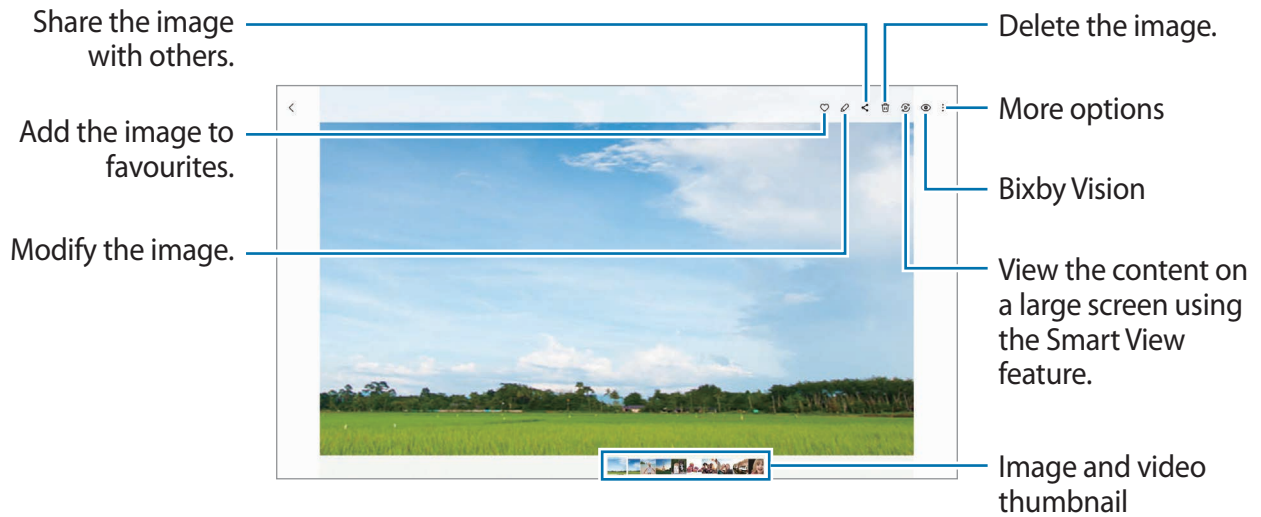 Share the image
with others.
Add the image to
favourites.
Modify the image.
Delete the image.
More options
Bixby Vision
View the content on
a large screen using
the Smart View
feature.
Image and video
thumbnail